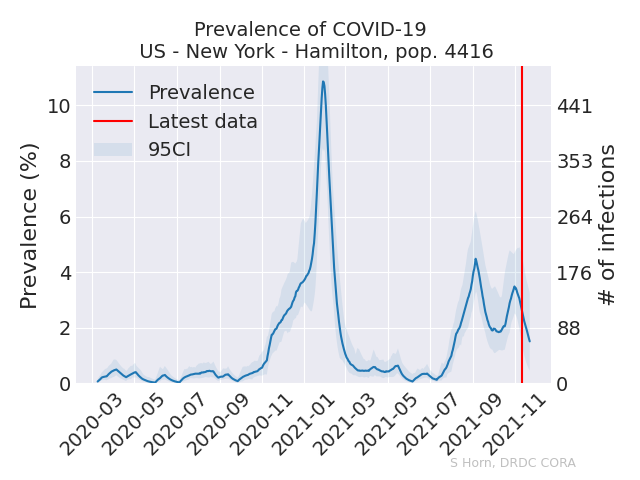 Prevalence of COVID-19
US - New York - Hamilton, pop. 4416
Prevalence
Latest data
95CI
Prevalence (%)
10
8
6
4
2
0
441
353
264
176
88
0
# of infections
2020-03
2020-05
2020-07
2020-09
2020-11
2021-01
2021-03
2021-05
2021-07
2021-09
2021-11
S Horn, DRDC CORA